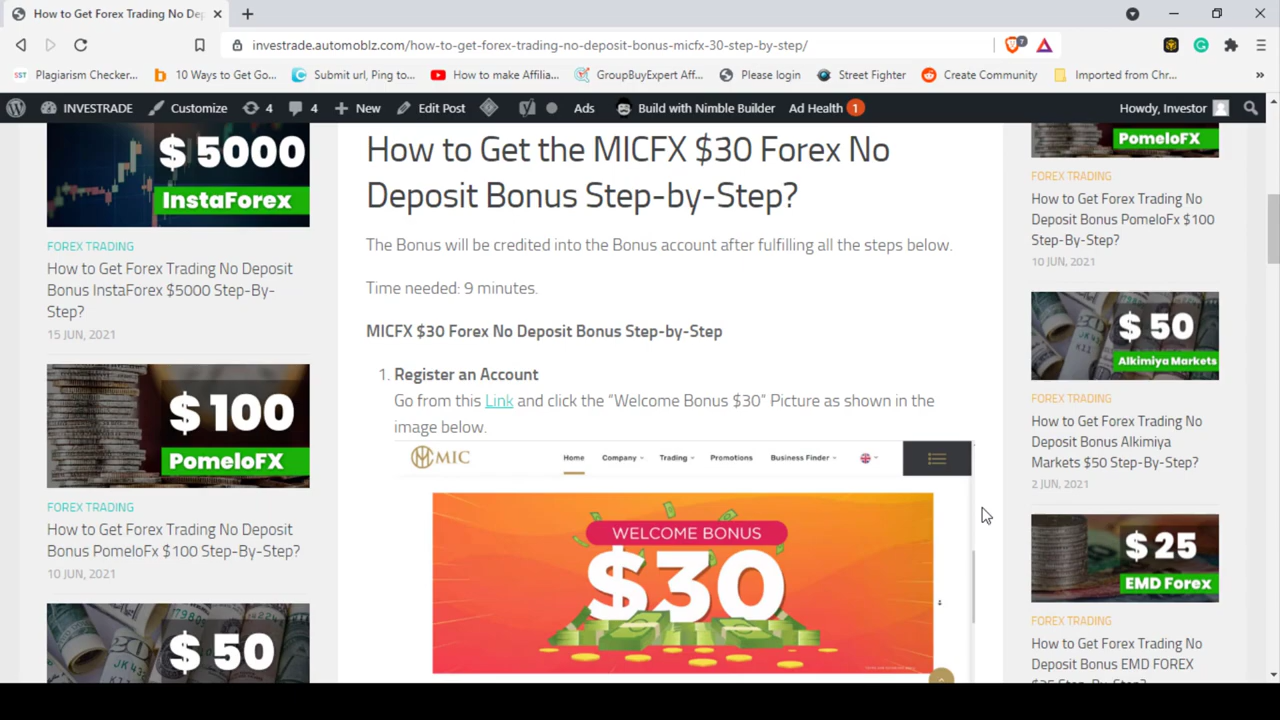 How to Get Forex Trading No De
investrade.automoblz.com/how-to-get-forex-trading-no-deposit-bonus-micfx-30-step-by-step/
7
SST Plagiarism Checker... 10 Ways to Get Go... Submit url, Ping to... How to make Affilia... GroupBuyExpert Aff... Please login Street Fighter Create Community Imported from Chr... »
INVESTRADE Customize 4 4 New Edit Post Ads Build with Nimble Builder Ad Health 1 Howdy, Investor
$ 5000
InstaForex
FOREX TRADING
How to Get Forex Trading No Deposit
Bonus InstaForex $5000 Step-By-
Step?
15 JUN, 2021
$ 100
PomeloFX
FOREX TRADING
How to Get Forex Trading No Deposit
Bonus PomeloFx $100 Step-By-Step?
10 JUN, 2021
$ 50
How to Get the MICFX $30 Forex No
Deposit Bonus Step-by-Step?
The Bonus will be credited into the Bonus account after fulfilling all the steps below.
Time needed: 9 minutes.
MICFX $30 Forex No Deposit Bonus Step-by-Step
1. Register an Account
Go from this Link and click the “Welcome Bonus $30” Picture as shown in the
image below.
MIC Home Company Trading Promotions Business Finder
WELCOME BONUS
$30
PomeloFX
FOREX TRADING
How to Get Forex Trading No
Deposit Bonus PomeloFx $100
Step-By-Step?
10 JUN, 2021
$ 50
Alkimiya Markets
FOREX TRADING
How to Get Forex Trading No
Deposit Bonus Alkimiya
Markets $50 Step-By-Step?
2 JUN, 2021
$ 25
EMD Forex
FOREX TRADING
How to Get Forex Trading No
Deposit Bonus EMD FOREX
$25 Step-By-Step?